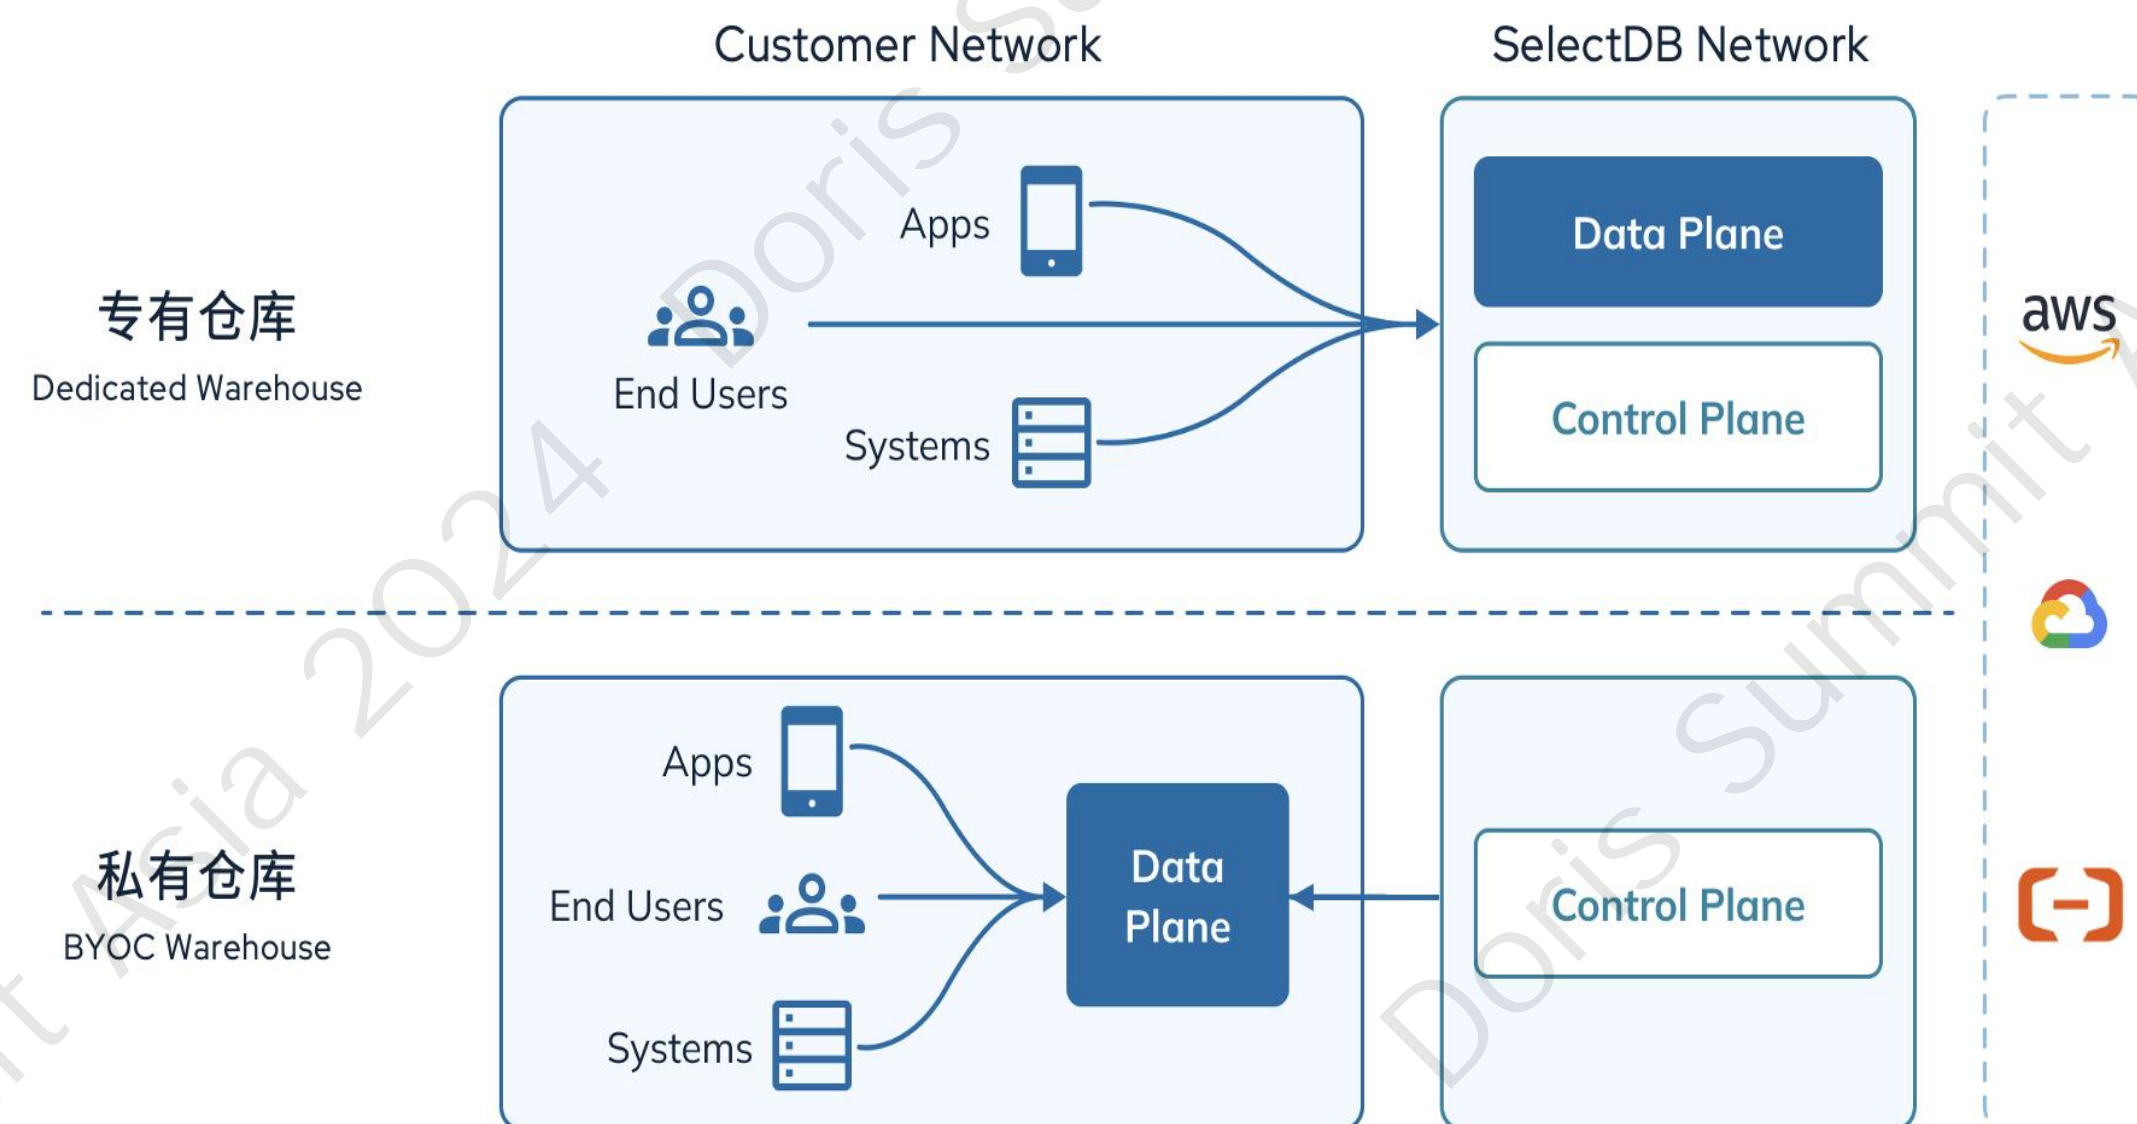 Customer Network
SelectDB Network
专有仓库
Dedicated Warehouse
Apps
End Users
Systems
Data Plane
Control Plane
aws
私有仓库
BYOC Warehouse
Apps
End Users
Systems
Data
Plane
Control Plane
Doris Summit Asia 2024
Doris Summit A